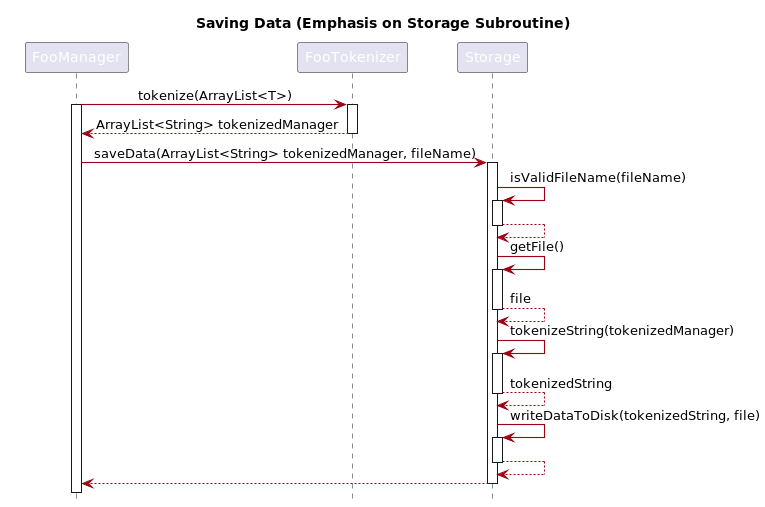 Saving Data (Emphasis on Storage Subroutine)
FooManager
FooTokenizer
Storage
tokenize(ArrayList<T>)
ArrayList<String> tokenizedManager
saveData(ArrayList<String> tokenizedManager, fileName)
isValidFileName(fileName)
getFile()
file
tokenizeString(tokenizedManager)
tokenizedString
writeDataToDisk(tokenizedString, file)